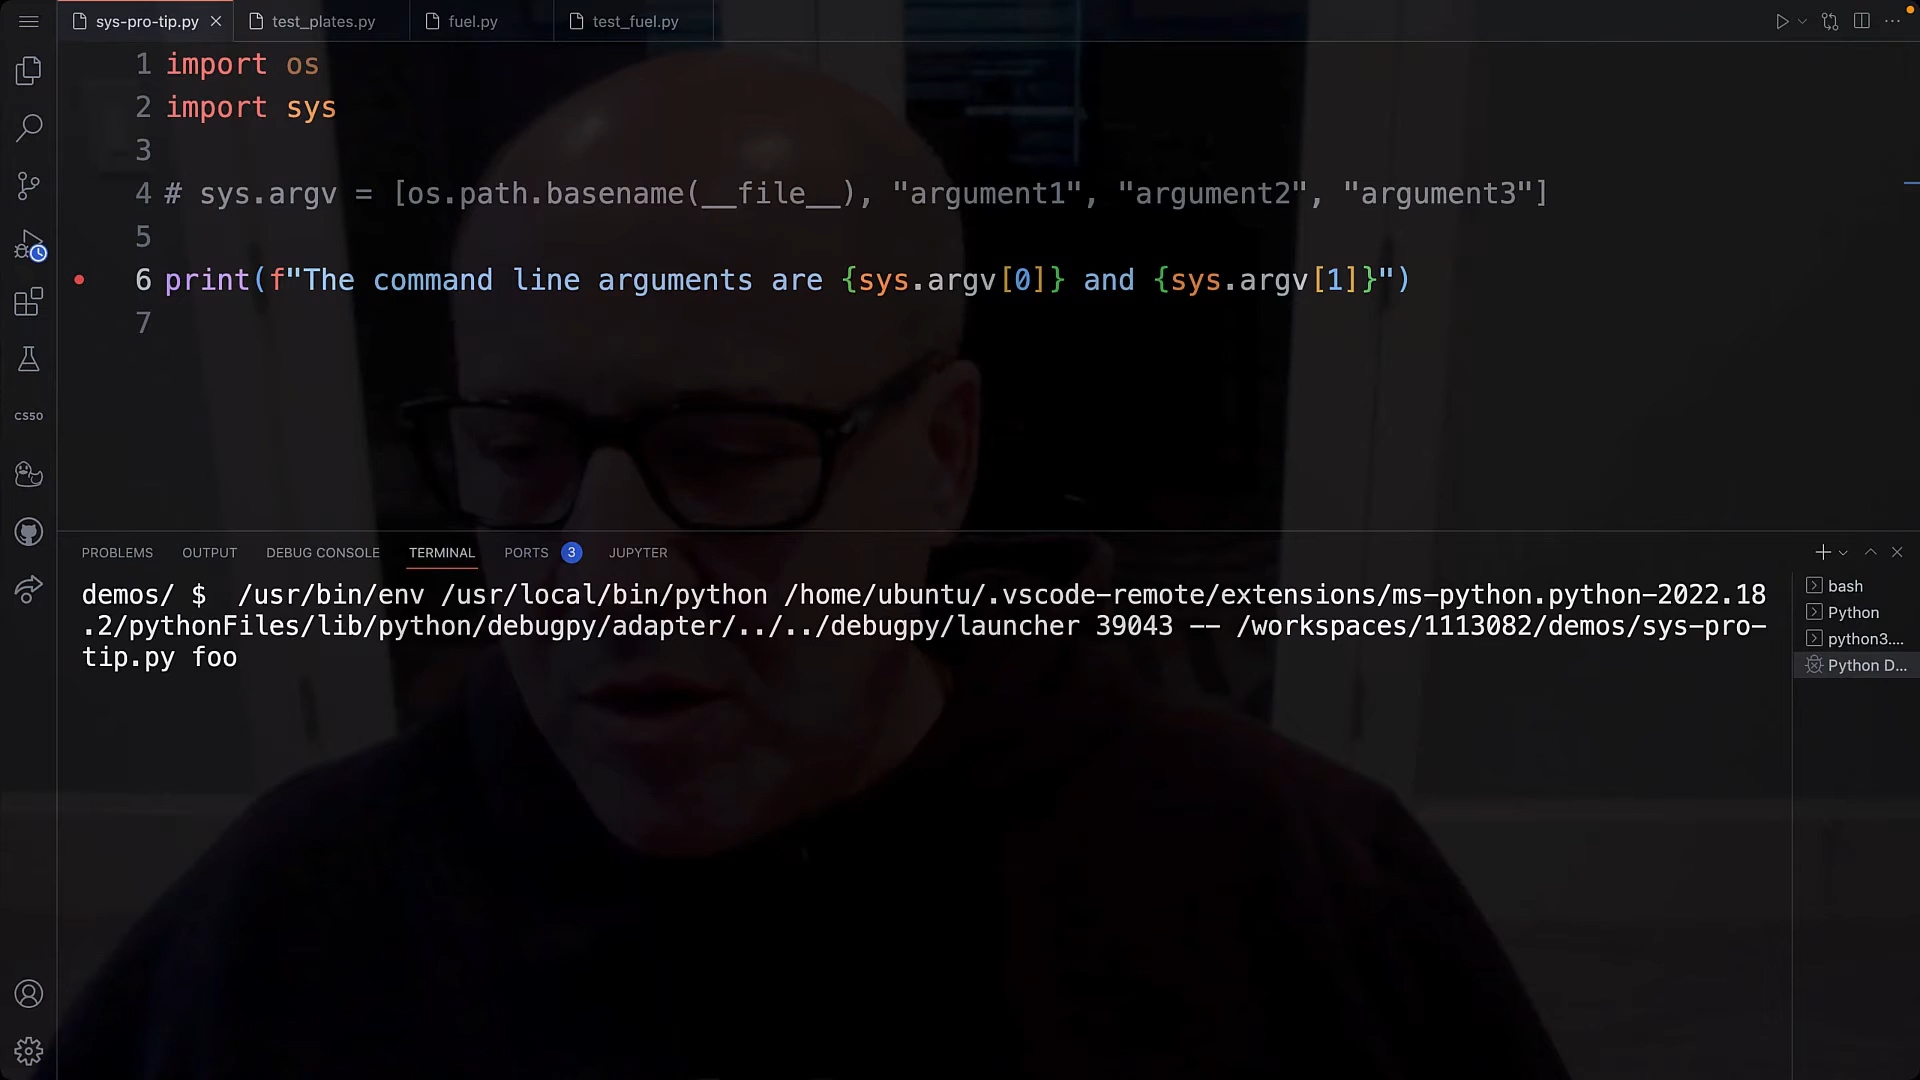 sys-pro-tip.py test_plates.py fuel.py test_fuel.py
1 import os
2 import sys
3
4 # sys.argv = [os.path.basename(__file__), "argument1", "argument2", "argument3"]
5
6 print(f"The command line arguments are {sys.argv[0]} and {sys.argv[1]}")
7
CS50
PROBLEMS OUTPUT DEBUG CONSOLE TERMINAL PORTS 3 JUPYTER
demos/ $  /usr/bin/env /usr/local/bin/python /home/ubuntu/.vscode-remote/extensions/ms-python.python-2022.18
.2/pythonFiles/lib/python/debugpy/adapter/../../debugpy/launcher 39043 -- /workspaces/1113082/demos/sys-pro-
tip.py foo
bash
Python
python3....
Python D...